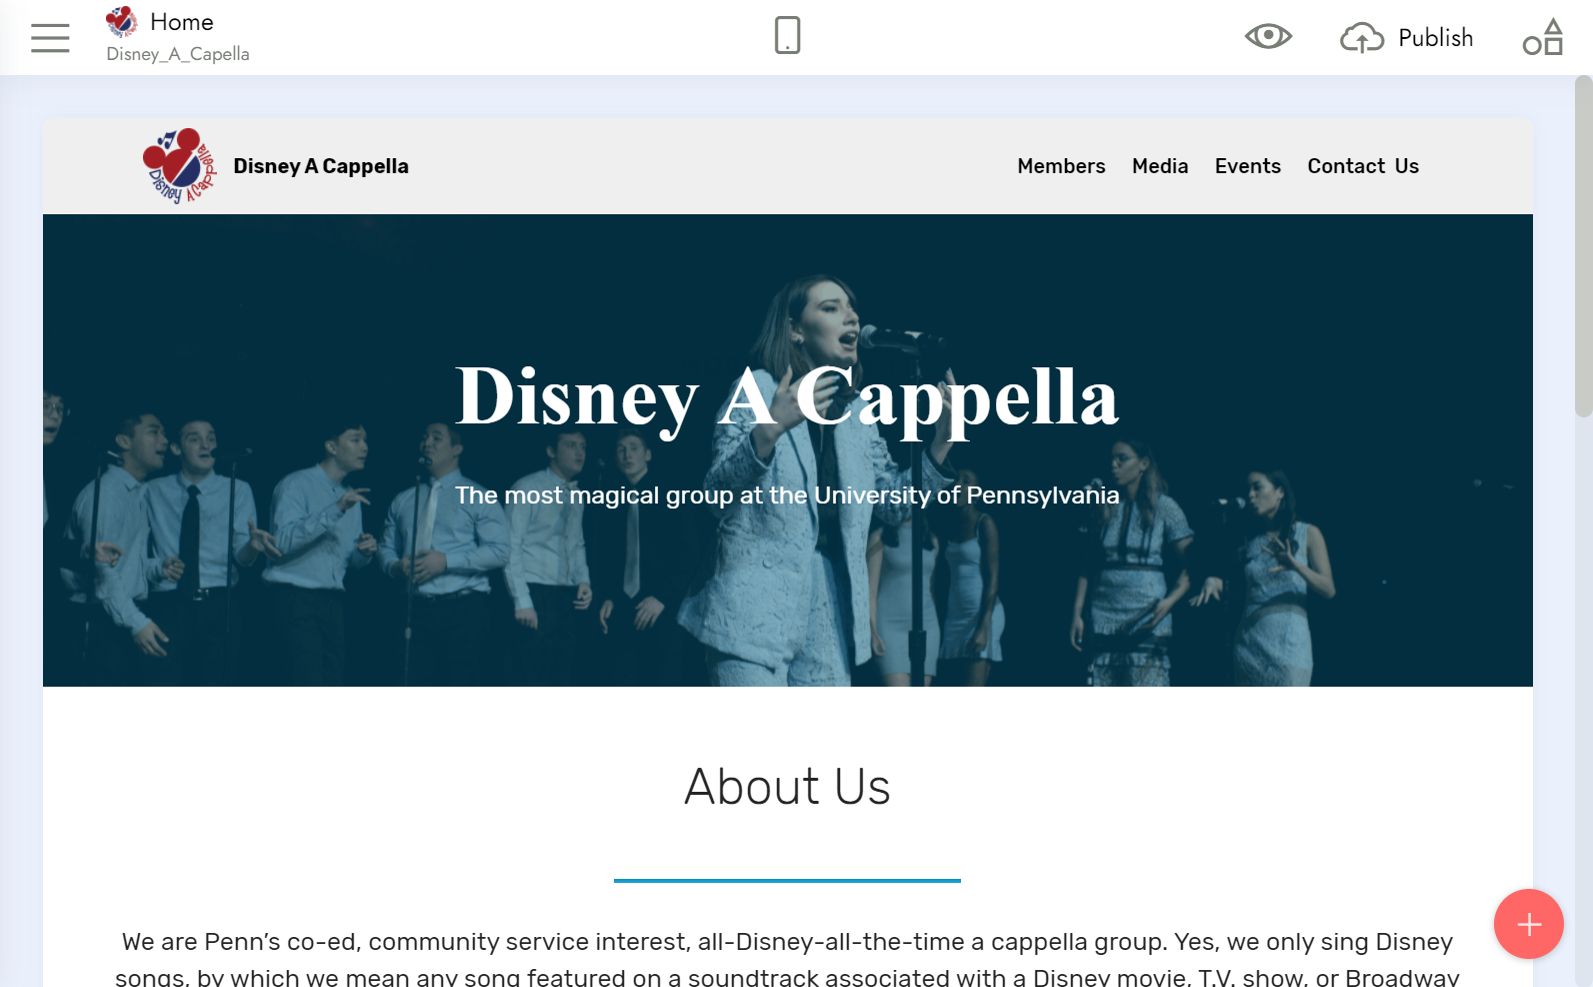 Home
Disney_A_Capella
Publish
Disney A Cappella
Disney A Cappella
Members Media Events Contact Us
Disney A Cappella
The most magical group at the University of Pennsylvania
About Us
We are Penn’s co-ed, community service interest, all-Disney-all-the-time a cappella group. Yes, we only sing Disney
songs, by which we mean any song featured on a soundtrack associated with a Disney movie, T.V. show, or Broadway